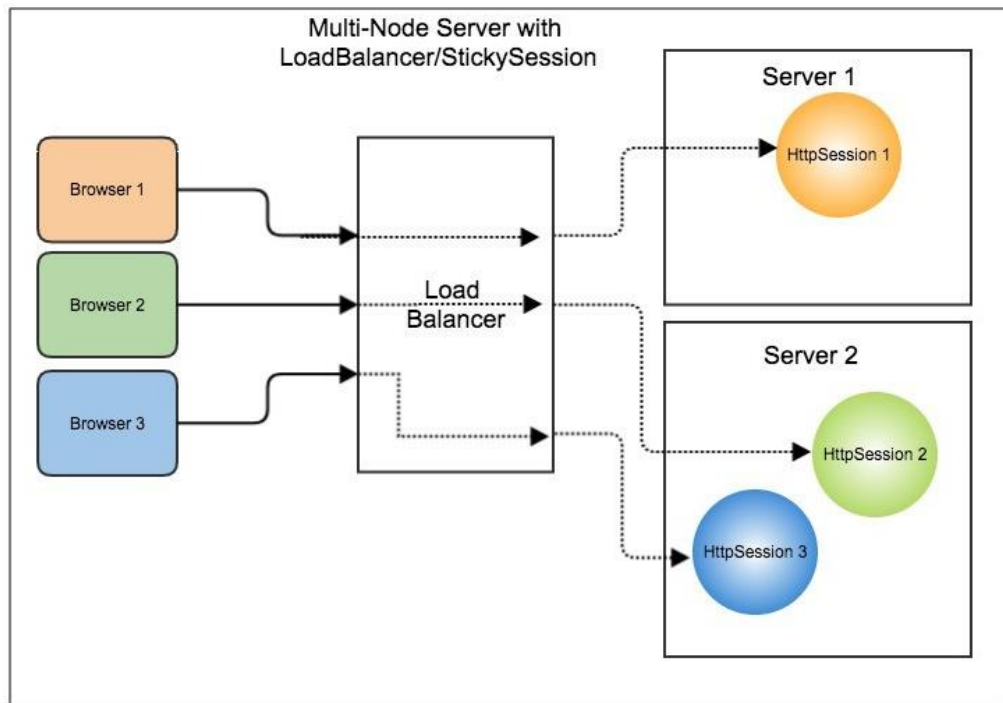 Multi-Node Server with
LoadBalancer/StickySession
Server 1
HttpSession 1
Browser 1
Browser 2
Browser 3
Load
Balancer
Server 2
HttpSession 2
HttpSession 3